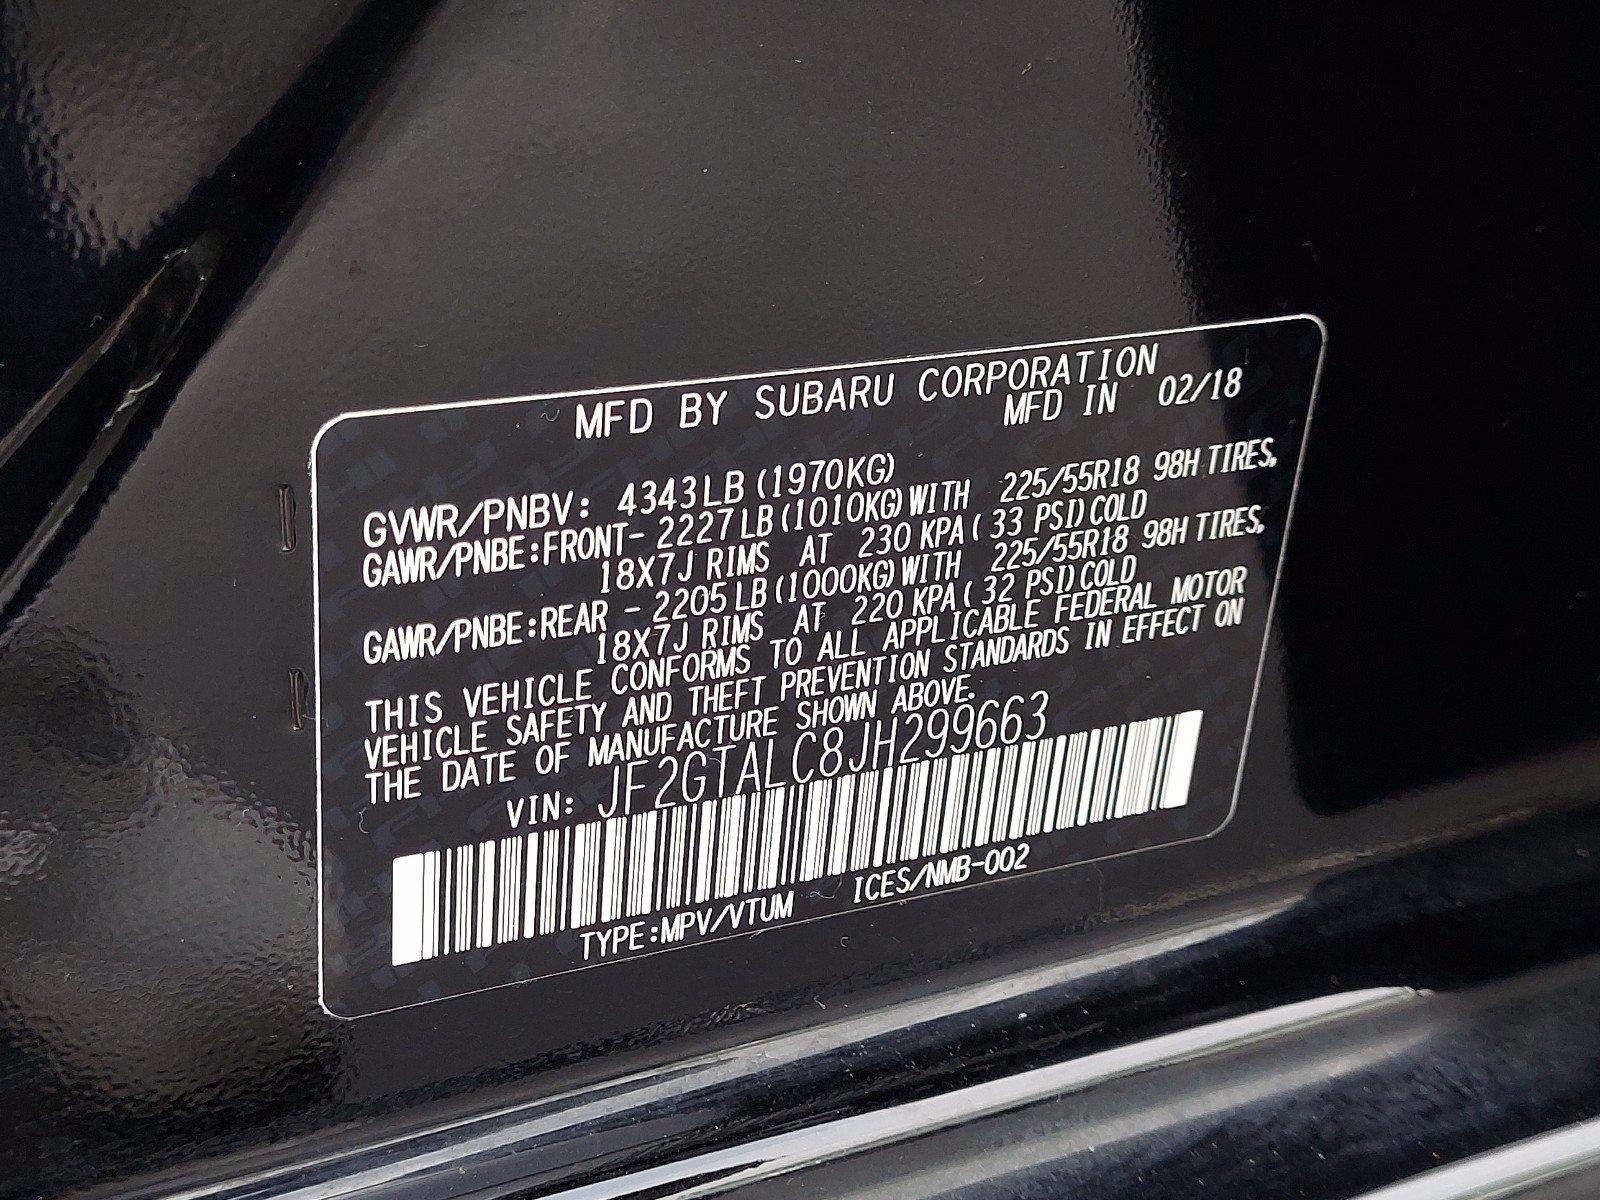 MFD BY SUBARU CORPORATION
MFD IN 02/18
GVWR/PNBV: 4343LB (1970KG)
GAWR/PNBE:FRONT- 2227LB (1010KG) WITH 225/55R18 98H TIRES,
18X7J RIMS AT 230 KPA( 33 PSI) COLD
GAWR/PNBE:REAR - 2205LB (1000KG) WITH 225/55R18 98H TIRES,
18X7J RIMS AT 220 KPA( 32 PSI) COLD
THIS VEHICLE CONFORMS TO ALL APPLICABLE FEDERAL MOTOR
VEHICLE SAFETY AND THEFT PREVENTION STANDARDS IN EFFECT ON
THE DATE OF MANUFACTURE SHOWN ABOVE.
VIN: JF2GTALC8JH299663
TYPE:MPV/VTUM ICES/NMB-002